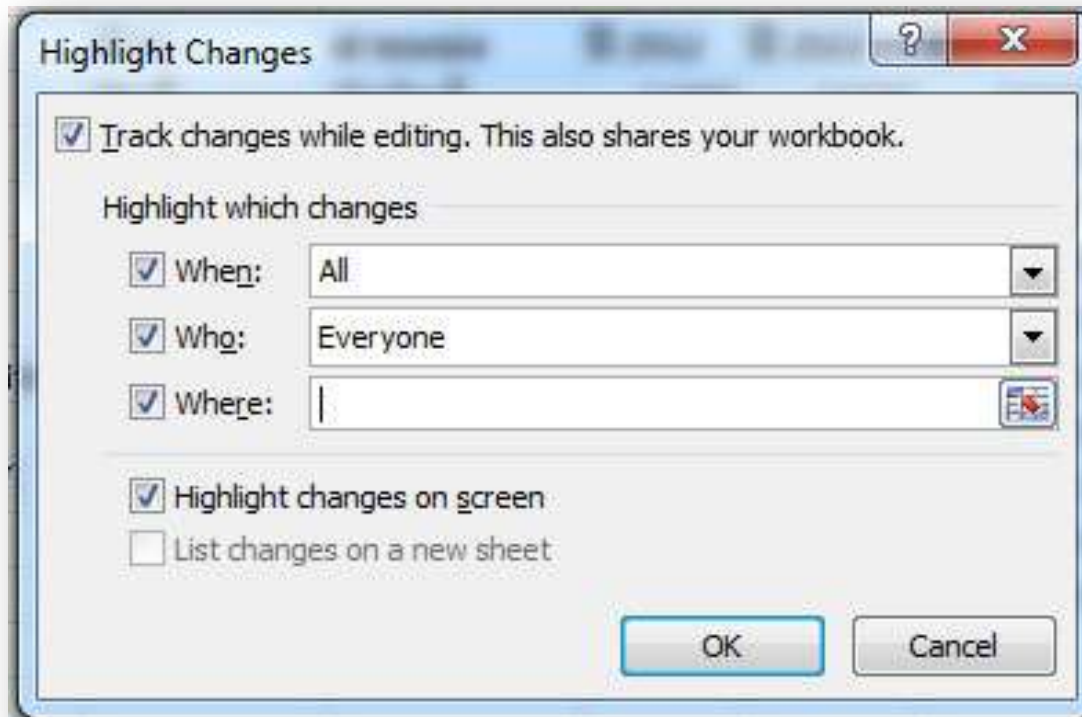 Highlight Changes
Track changes while editing. This also shares your workbook.
Highlight which changes
When: All
Who: Everyone
Where:
Highlight changes on screen
List changes on a new sheet
OK Cancel